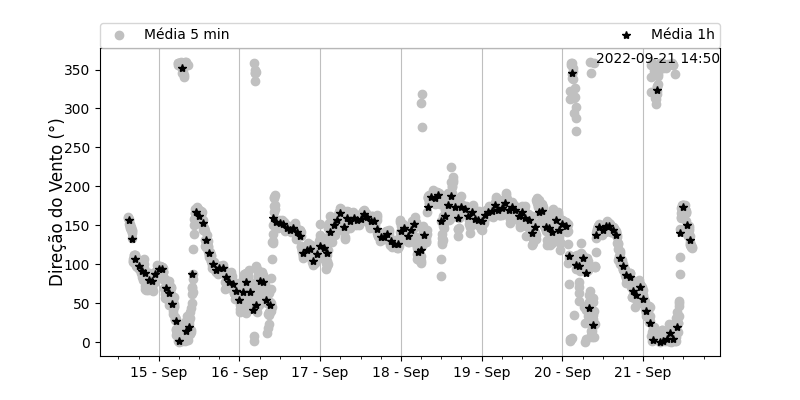 Média 5 min
Média 1h
2022-09-21 14:50
Direção do Vento (°)
350
300
250
200
150
100
50
0
15 - Sep
16 - Sep
17 - Sep
18 - Sep
19 - Sep
20 - Sep
21 - Sep